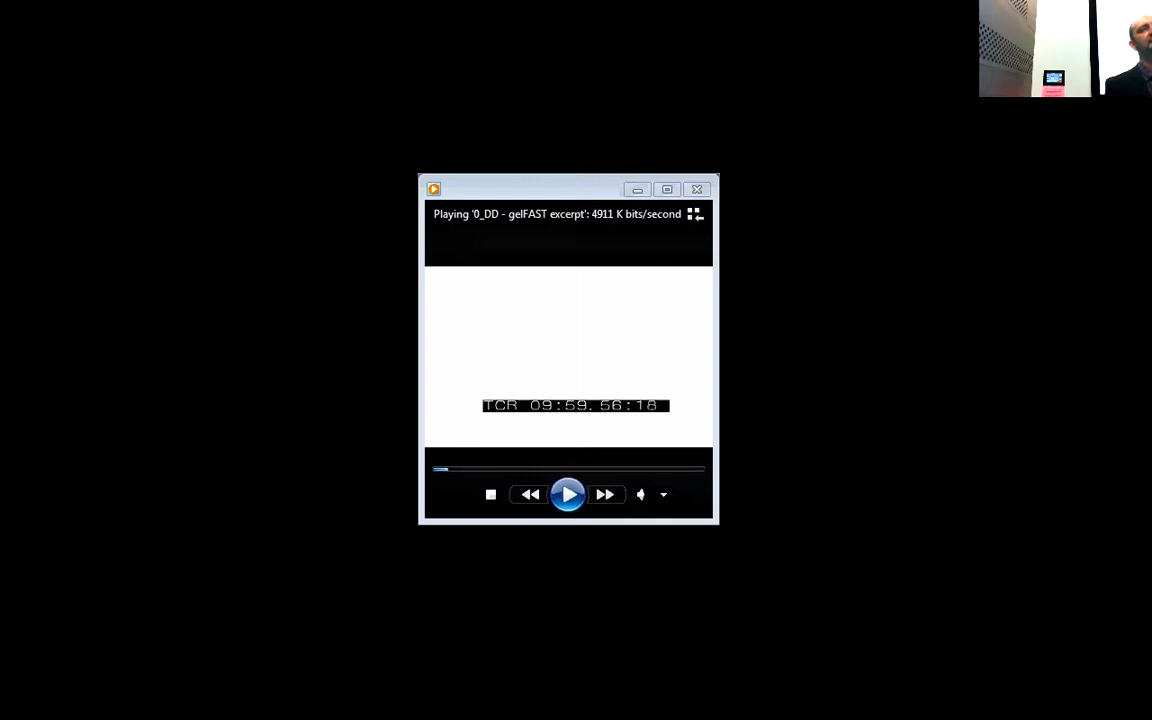 Playing '0_DD - gelFAST excerpt': 4911 K bits/second
TCR 09:59.56:18